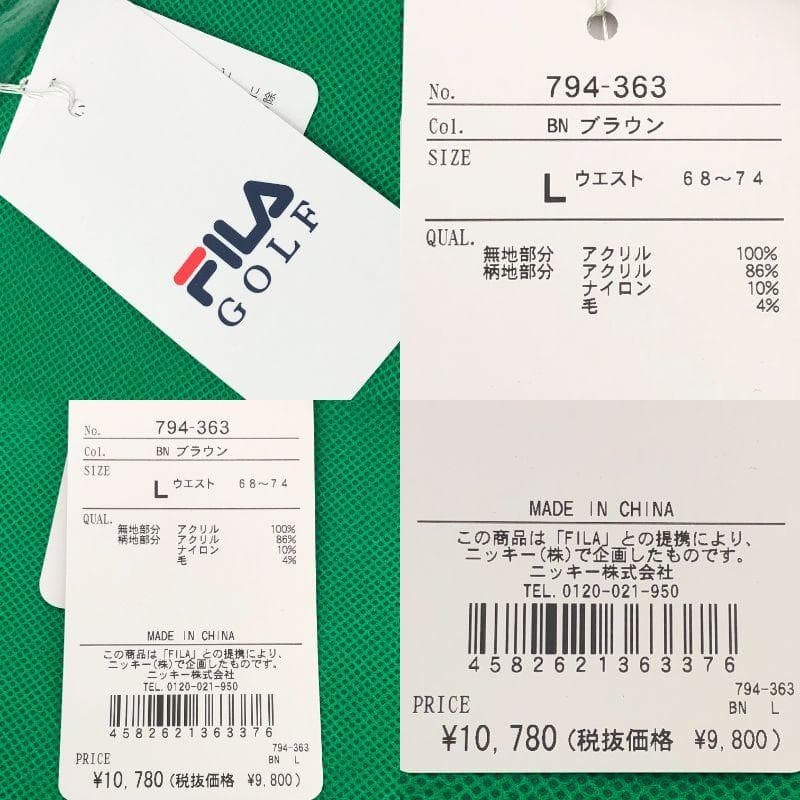 除
FILA
GOLF
No. 794-363
Col. BN ブラウン
SIZE
L ウエスト 68～74
QUAL.
無地部分 アクリル 100%
柄地部分 アクリル 86%
ナイロン 10%
毛 4%
No. 794-363
Col. BN ブラウン
SIZE
L ウエスト 68～74
QUAL.
無地部分 アクリル 100%
柄地部分 アクリル 86%
ナイロン 10%
毛 4%
MADE IN CHINA
この商品は「FILA」との提携により、
ニッキー(株)で企画したものです。
ニッキー株式会社
TEL. 0120-021-950
4582621363376
794-363
BN L
PRICE
¥10,780 (税抜価格 ¥9,800)
MADE IN CHINA
この商品は「FILA」との提携により、
ニッキー(株)で企画したものです。
ニッキー株式会社
TEL. 0120-021-950
4582621363376
794-363
BN L
PRICE
¥10,780 (税抜価格 ¥9,800)